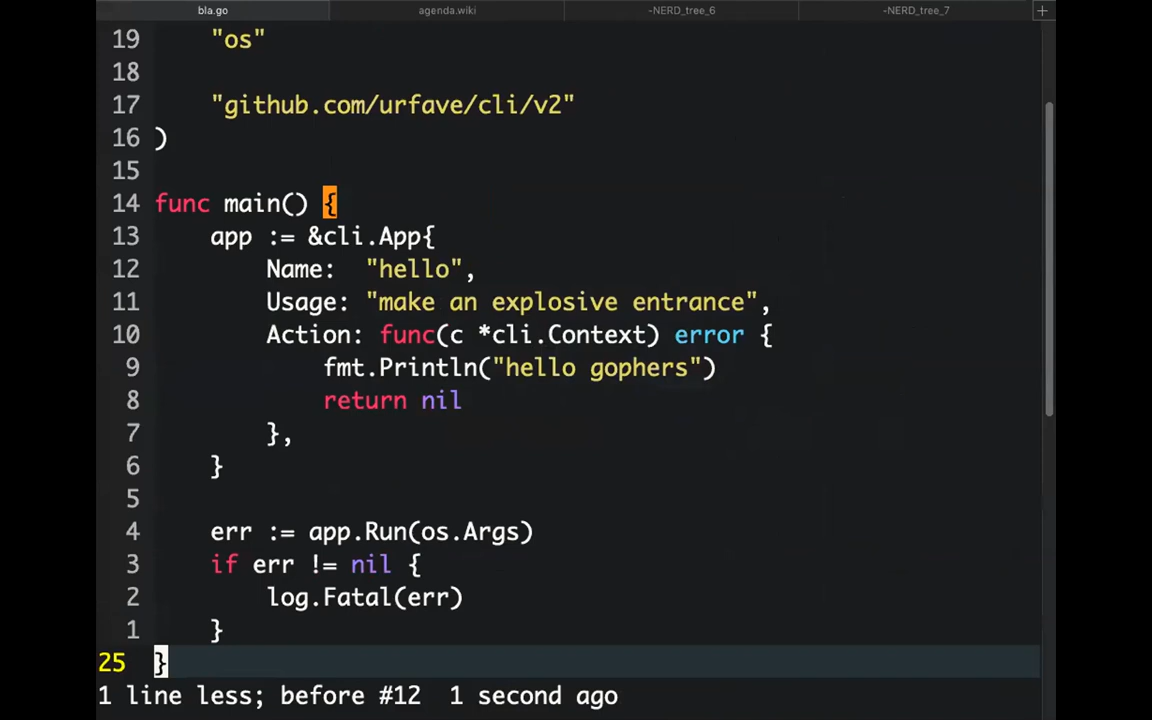 bla.go agenda.wiki -NERD_tree_6 -NERD_tree_7 +
19 "os"
18
17 "github.com/urfave/cli/v2"
16 )
15
14 func main() {
13 app := &cli.App{
12 Name: "hello",
11 Usage: "make an explosive entrance",
10 Action: func(c *cli.Context) error {
9 fmt.Println("hello gophers")
8 return nil
7 },
6 }
5
4 err := app.Run(os.Args)
3 if err != nil {
2 log.Fatal(err)
1 }
25 }
1 line less; before #12 1 second ago